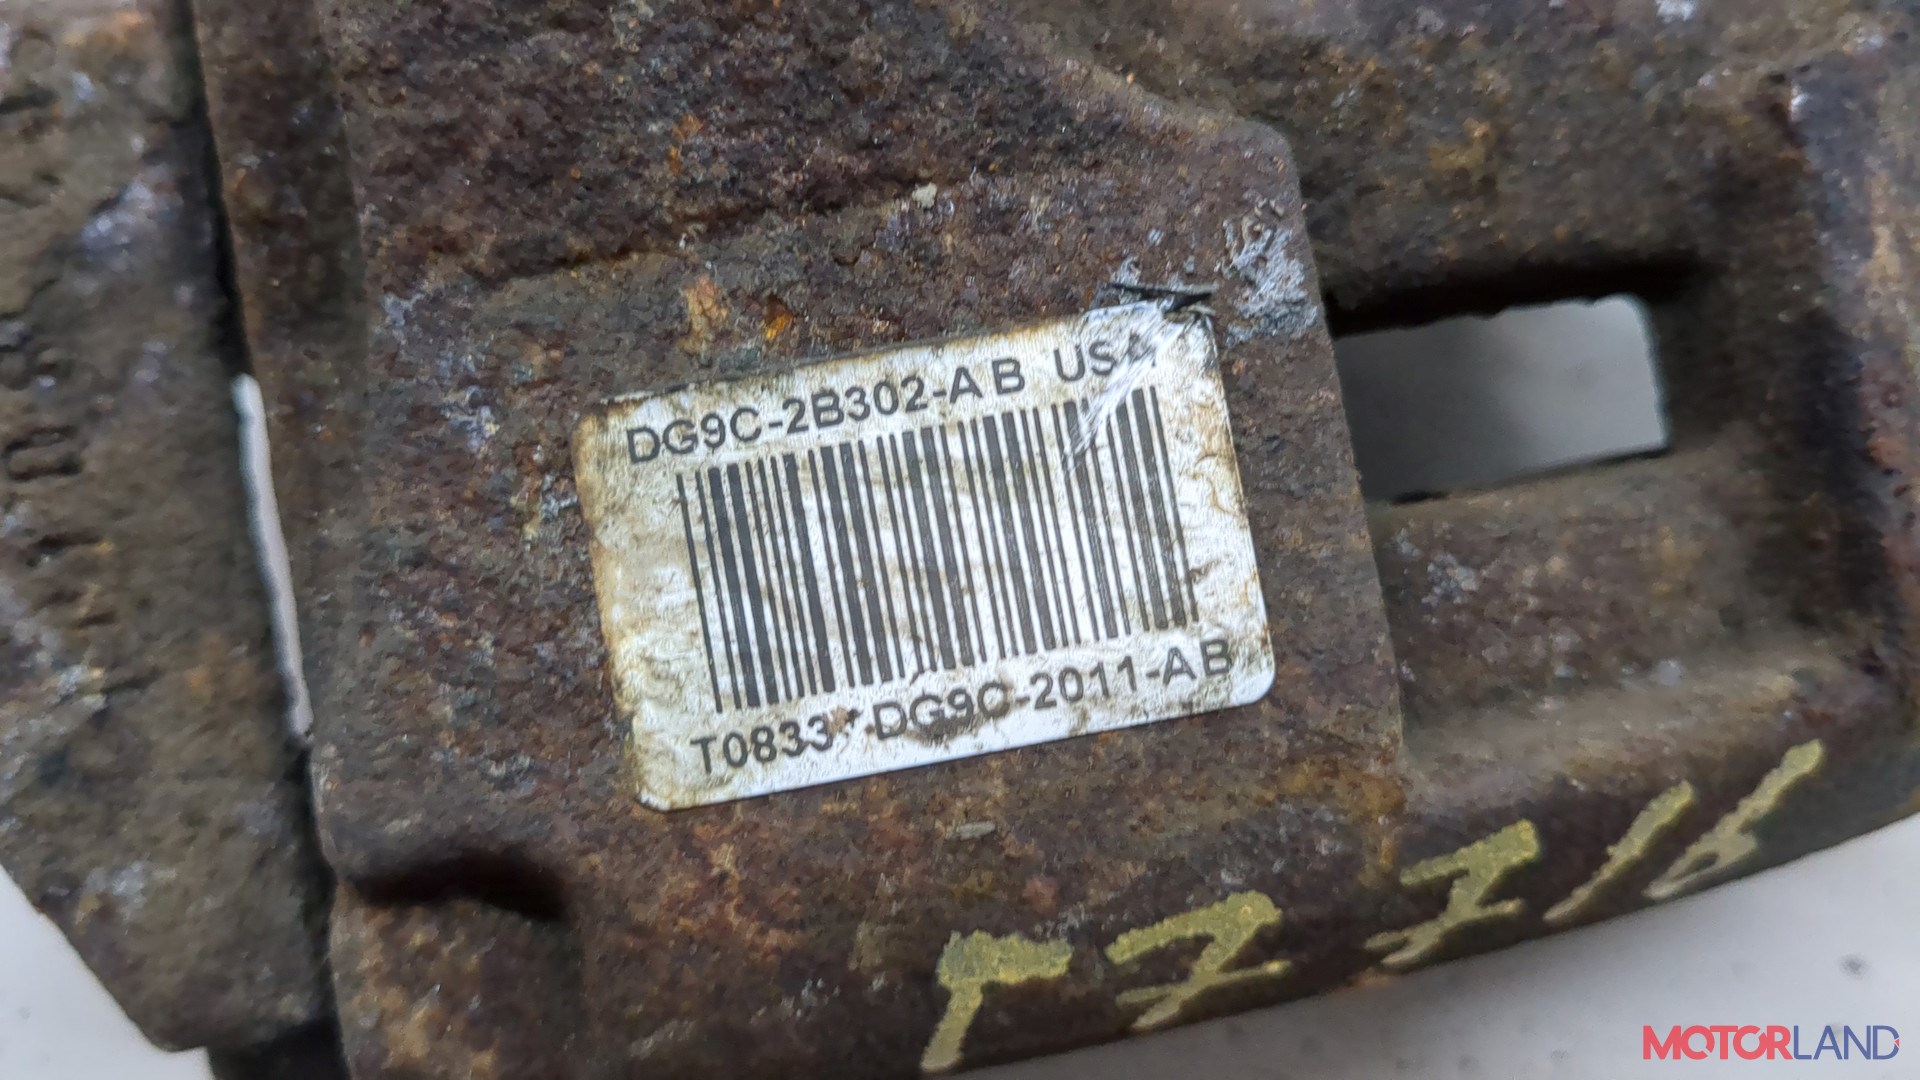 DG9C-2B302-AB USA
T0833* DG9C-2011-AB
MOTORLAND